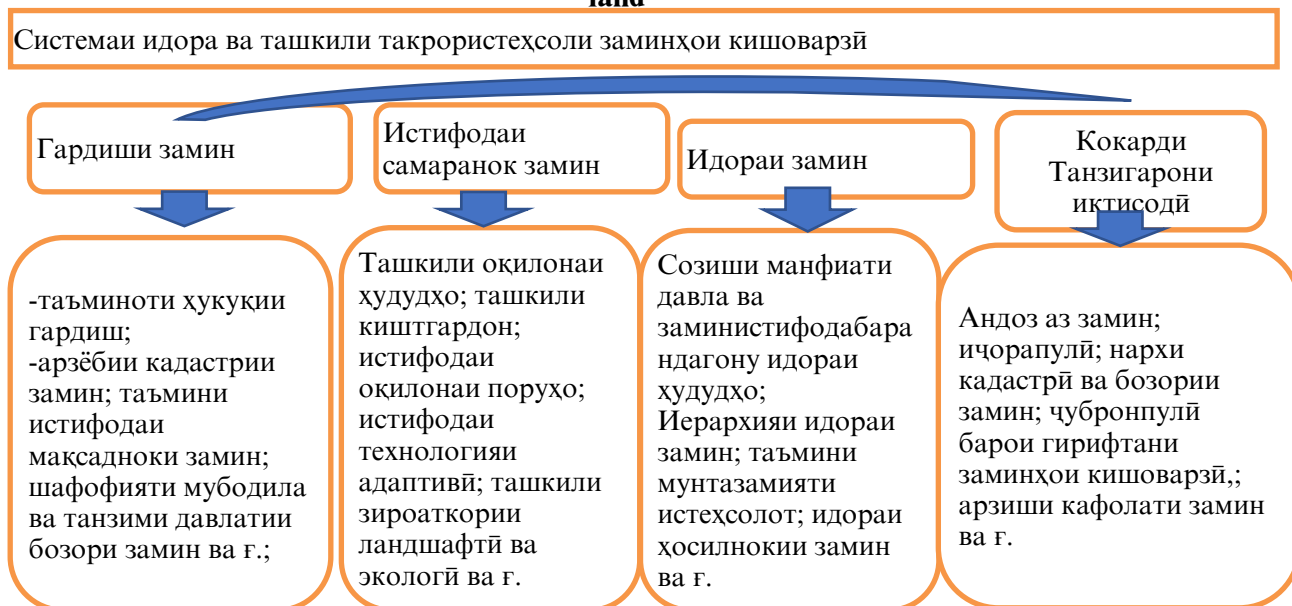 land
Системаи идора ва ташкили такрористеҳсоли заминҳои кишоварзӣ
Гардиши замин
Истифодаи
самаранок замин
Идораи замин
Кокарди
Танзигарони
иқтисодӣ
-таъминоти ҳуқуқии
гардиш;
-арзёбии кадастрии
замин; таъмини
истифодаи
мақсадноки замин;
шафофияти мубодила
ва танзими давлатии
бозори замин ва ғ.;
Ташкили оқилонаи
ҳудудҳо; ташкили
киштгардон;
истифодаи
оқилонаи поруҳо;
истифодаи
технологияи
адаптивӣ; ташкили
зироаткории
ландшафтӣ ва
экологӣ ва ғ.
Созиши манфиати
давла ва
заминистифодабара
ндагону идораи
ҳудудҳо;
Иерархияи идораи
замин; таъмини
мунтазамияти
истеҳсолот; идораи
ҳосилнокии замин
ва ғ.
Андоз аз замин;
иҷорапулӣ; нархи
кадастрӣ ва бозории
замин; ҷубронпулӣ
барои гирифтани
заминҳои кишоварзӣ,;
арзиши кафолати замин
ва ғ.